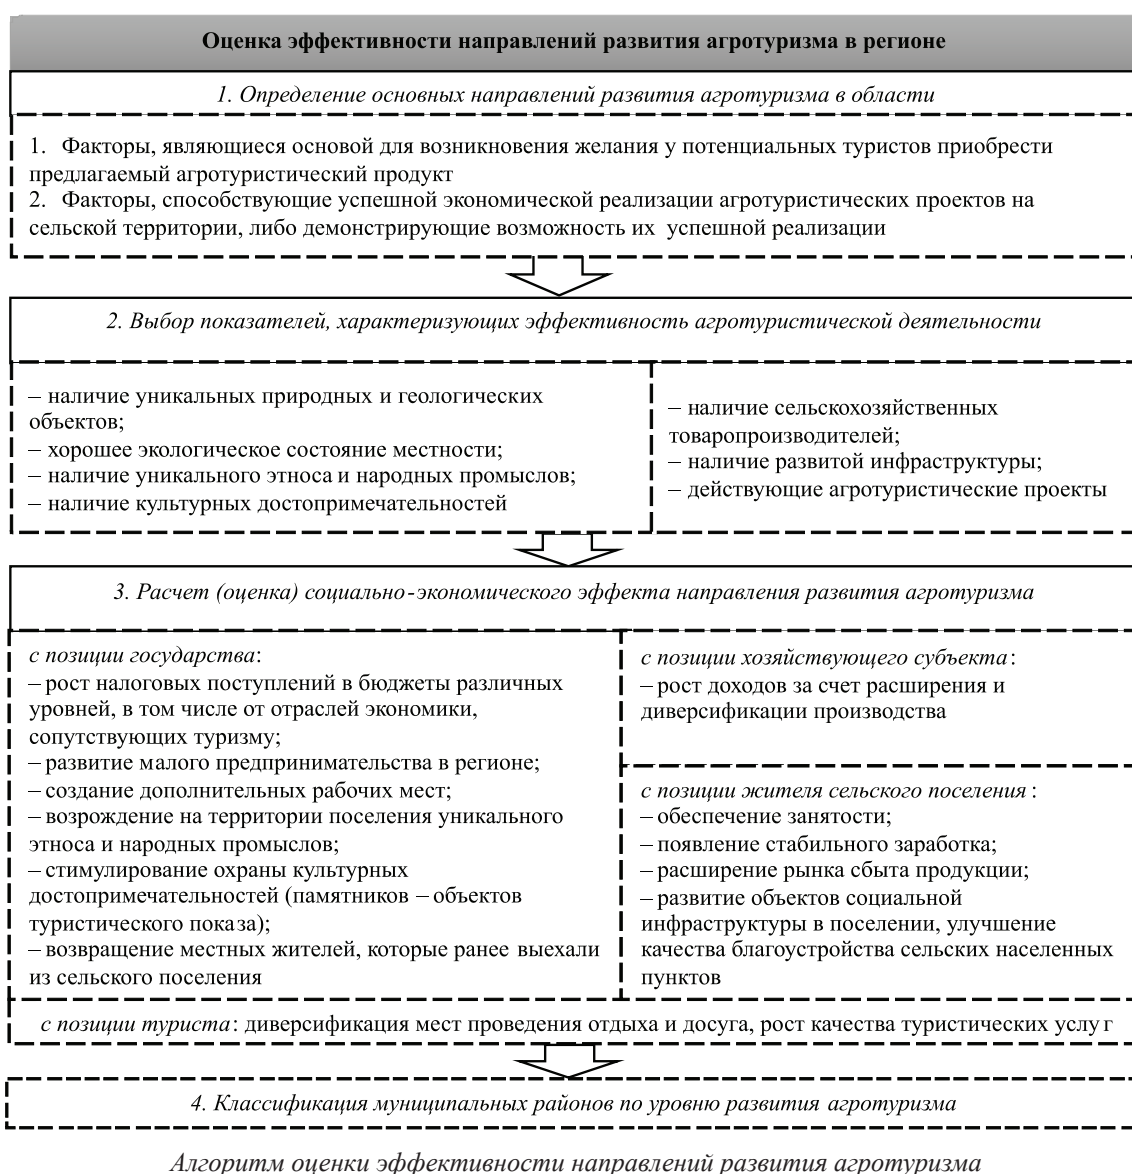 Оценка эффективности направлений развития агротуризма в регионе
1. Определение основных направлений развития агротуризма в области
1. Факторы, являющиеся основой для возникновения желания у потенциальных туристов приобрести
предлагаемый агротуристический продукт
2. Факторы, способствующие успешной экономической реализации агротуристических проектов на
сельской территории, либо демонстрирующие возможность их успешной реализации
2. Выбор показателей, характеризующих эффективность агротуристической деятельности
– наличие уникальных природных и геологических
объектов;
– хорошее экологическое состояние местности;
– наличие уникального этноса и народных промыслов;
– наличие культурных достопримечательностей
– наличие сельскохозяйственных
товаропроизводителей;
– наличие развитой инфраструктуры;
– действующие агротуристические проекты
3. Расчет (оценка) социально-экономического эффекта направления развития агротуризма
с позиции государства:
– рост налоговых поступлений в бюджеты различных
уровней, в том числе от отраслей экономики,
сопутствующих туризму;
– развитие малого предпринимательства в регионе;
– создание дополнительных рабочих мест;
– возрождение на территории поселения уникального
этноса и народных промыслов;
– стимулирование охраны культурных
достопримечательностей (памятников – объектов
туристического показа);
– возвращение местных жителей, которые ранее выехали
из сельского поселения
с позиции хозяйствующего субъекта:
– рост доходов за счет расширения и
диверсификации производства
с позиции жителя сельского поселения:
– обеспечение занятости;
– появление стабильного заработка;
– расширение рынка сбыта продукции;
– развитие объектов социальной
инфраструктуры в поселении, улучшение
качества благоустройства сельских населенных
пунктов
с позиции туриста: диверсификация мест проведения отдыха и досуга, рост качества туристических услуг
4. Классификация муниципальных районов по уровню развития агротуризма
Алгоритм оценки эффективности направлений развития агротуризма